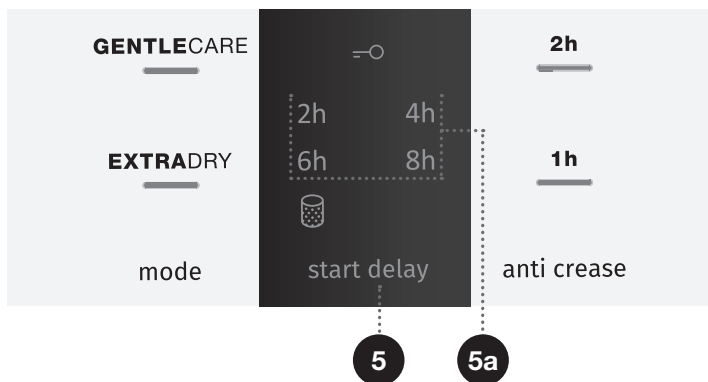 GENTLECARE
2h
2h 4h
EXTRADRY
6h 8h
1h
mode
start delay
anti crease
5
5a